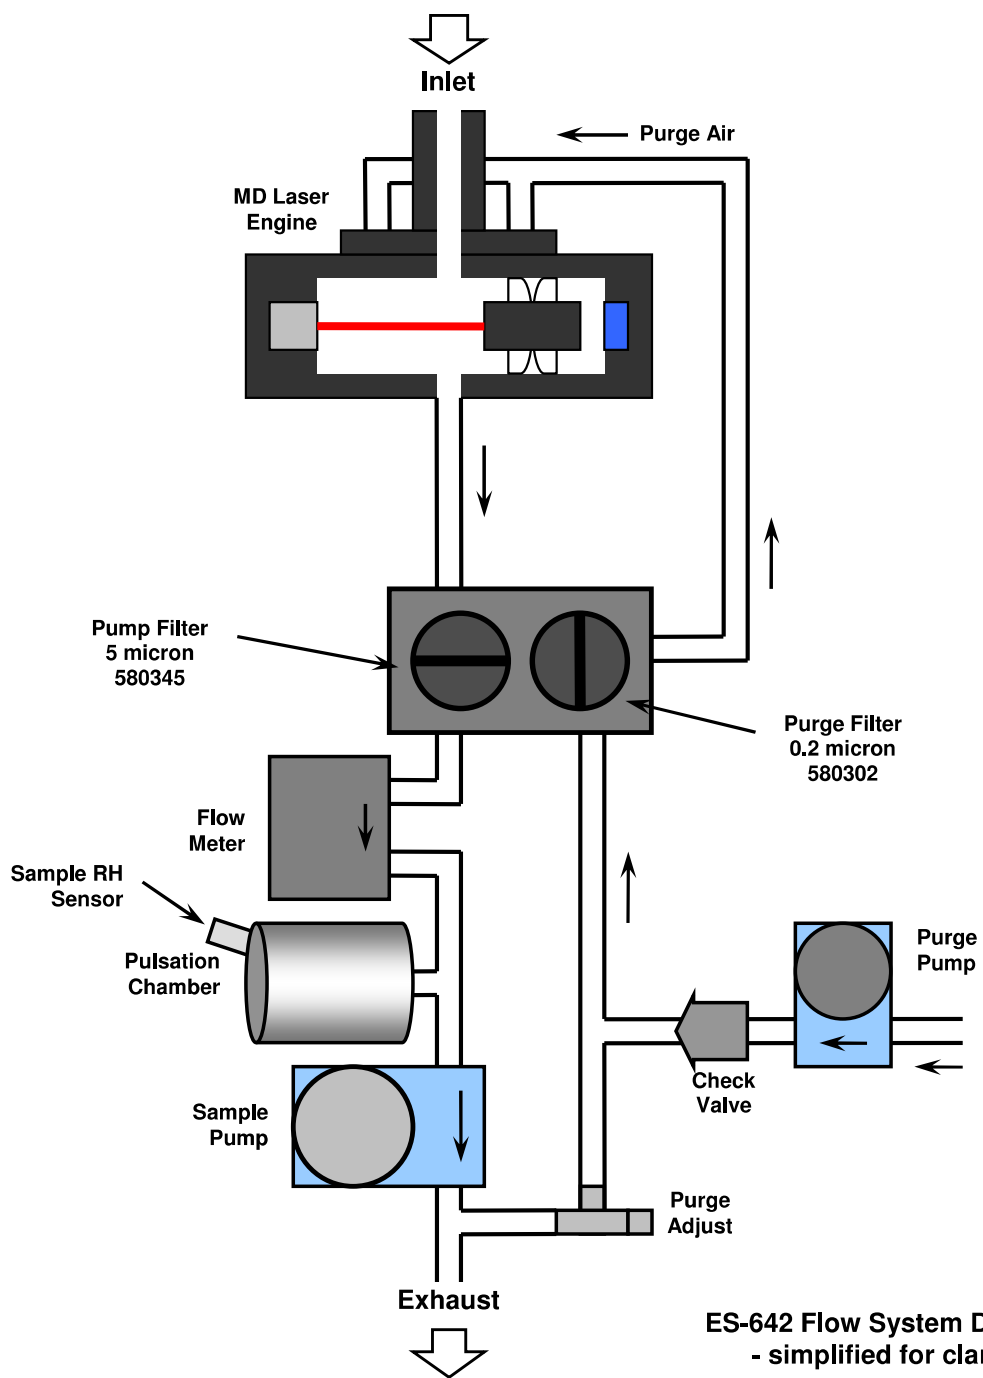 Inlet
Purge Air
MD Laser
Engine
Pump Filter
5 micron
580345
Purge Filter
0.2 micron
580302
Flow
Meter
Sample RH
Sensor
Pulsation
Chamber
Purge
Pump
Check
Valve
Sample
Pump
Purge
Adjust
Exhaust
ES-642 Flow System D
- simplified for clar